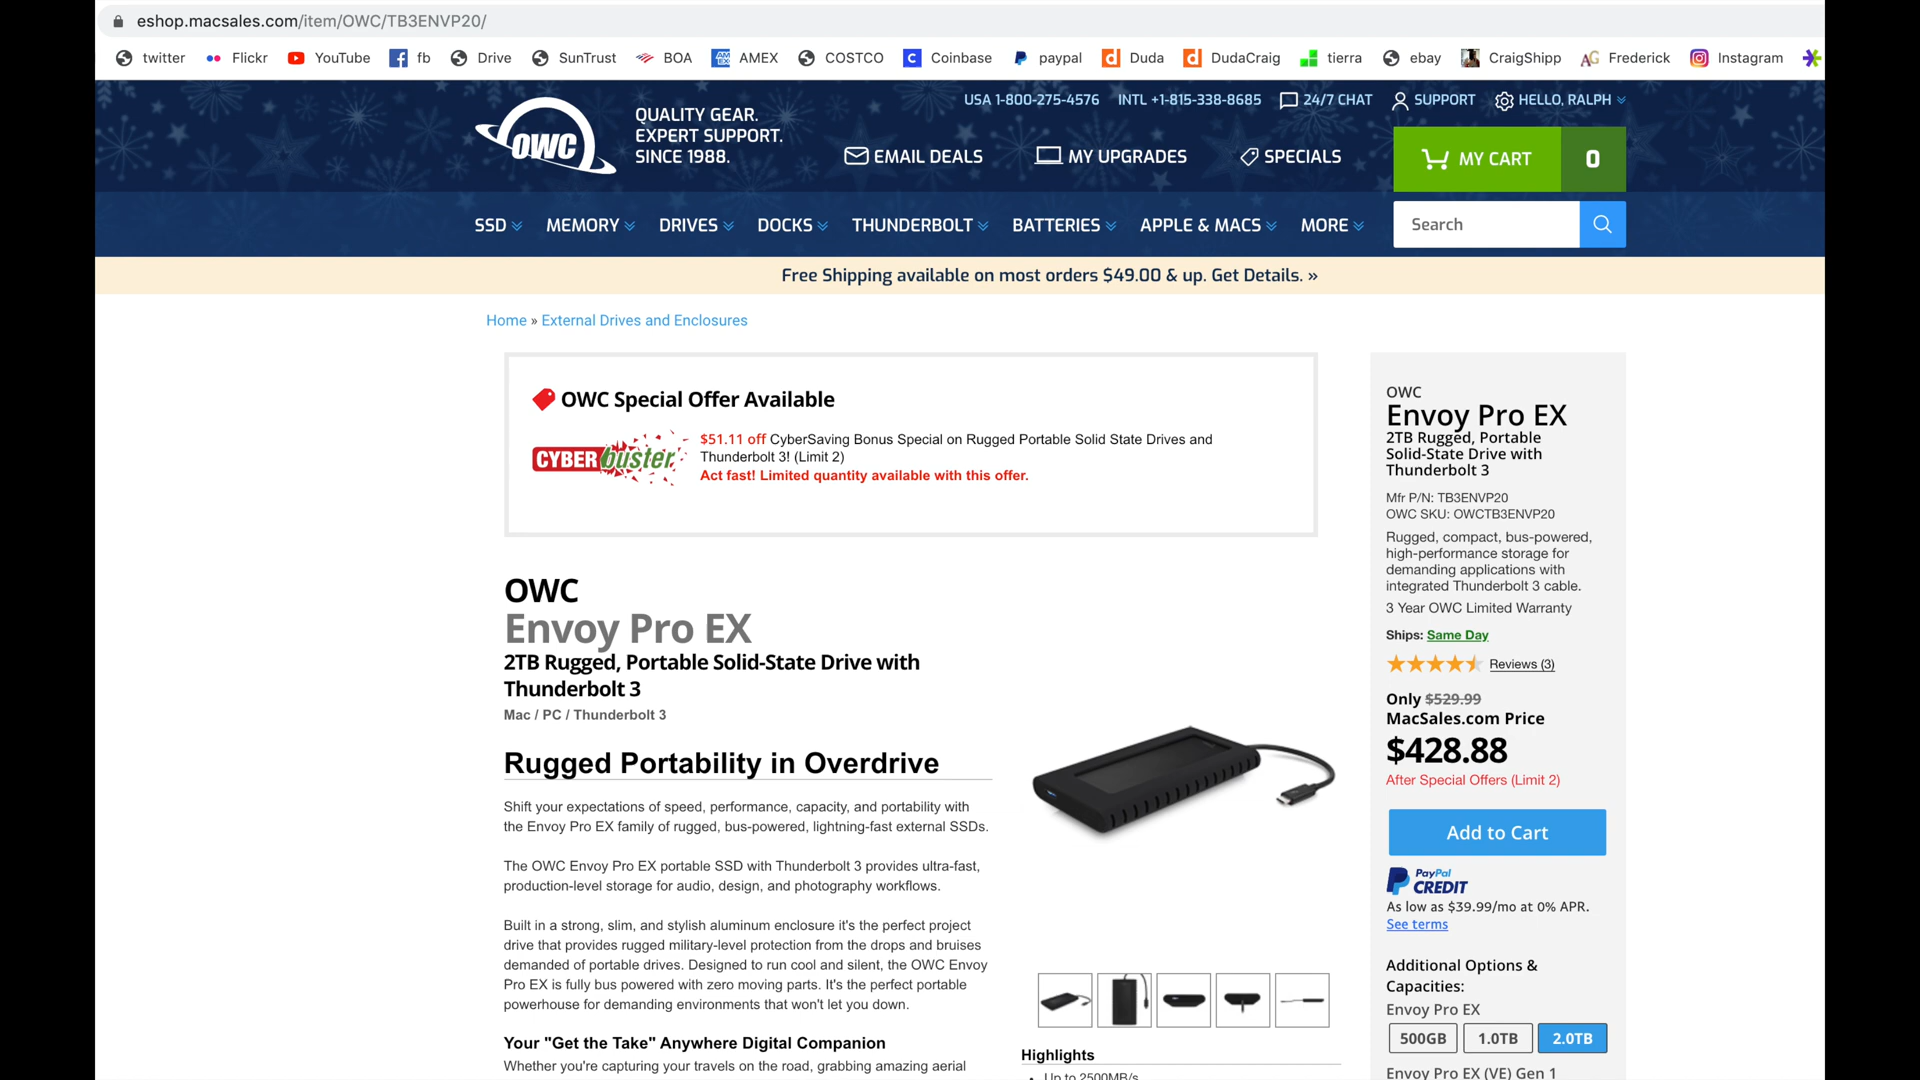 eshop.macsales.com/item/OWC/TB3ENVP20/
twitter Flickr YouTube fb Drive SunTrust BOA AMEX COSTCO Coinbase paypal Duda DudaCraig tierra ebay CraigShipp Frederick Instagram
USA 1-800-275-4576 INTL +1-815-338-8685 24/7 CHAT SUPPORT HELLO, RALPH
OWC
QUALITY GEAR.
EXPERT SUPPORT.
SINCE 1988.
EMAIL DEALS MY UPGRADES SPECIALS
MY CART 0
SSD MEMORY DRIVES DOCKS THUNDERBOLT BATTERIES APPLE & MACS MORE
Search
Free Shipping available on most orders $49.00 & up. Get Details. »
Home » External Drives and Enclosures
OWC Special Offer Available
CYBERbuster
$51.11 off CyberSaving Bonus Special on Rugged Portable Solid State Drives and
Thunderbolt 3! (Limit 2)
Act fast! Limited quantity available with this offer.
OWC
Envoy Pro EX
2TB Rugged, Portable Solid-State Drive with
Thunderbolt 3
Mac / PC / Thunderbolt 3
Rugged Portability in Overdrive
Shift your expectations of speed, performance, capacity, and portability with
the Envoy Pro EX family of rugged, bus-powered, lightning-fast external SSDs.
The OWC Envoy Pro EX portable SSD with Thunderbolt 3 provides ultra-fast,
production-level storage for audio, design, and photography workflows.
Built in a strong, slim, and stylish aluminum enclosure it's the perfect project
drive that provides rugged military-level protection from the drops and bruises
demanded of portable drives. Designed to run cool and silent, the OWC Envoy
Pro EX is fully bus powered with zero moving parts. It's the perfect portable
powerhouse for demanding environments that won't let you down.
Your "Get the Take" Anywhere Digital Companion
Whether you're capturing your travels on the road, grabbing amazing aerial
Highlights
• Up to 2500MB/s
OWC
Envoy Pro EX
2TB Rugged, Portable
Solid-State Drive with
Thunderbolt 3
Mfr P/N: TB3ENVP20
OWC SKU: OWCTB3ENVP20
Rugged, compact, bus-powered,
high-performance storage for
demanding applications with
integrated Thunderbolt 3 cable.
3 Year OWC Limited Warranty
Ships: Same Day
Reviews (3)
Only $529.99
MacSales.com Price
$428.88
After Special Offers (Limit 2)
Add to Cart
PayPal
CREDIT
As low as $39.99/mo at 0% APR.
See terms
Additional Options &
Capacities:
Envoy Pro EX
500GB 1.0TB 2.0TB
Envoy Pro EX (VE) Gen 1